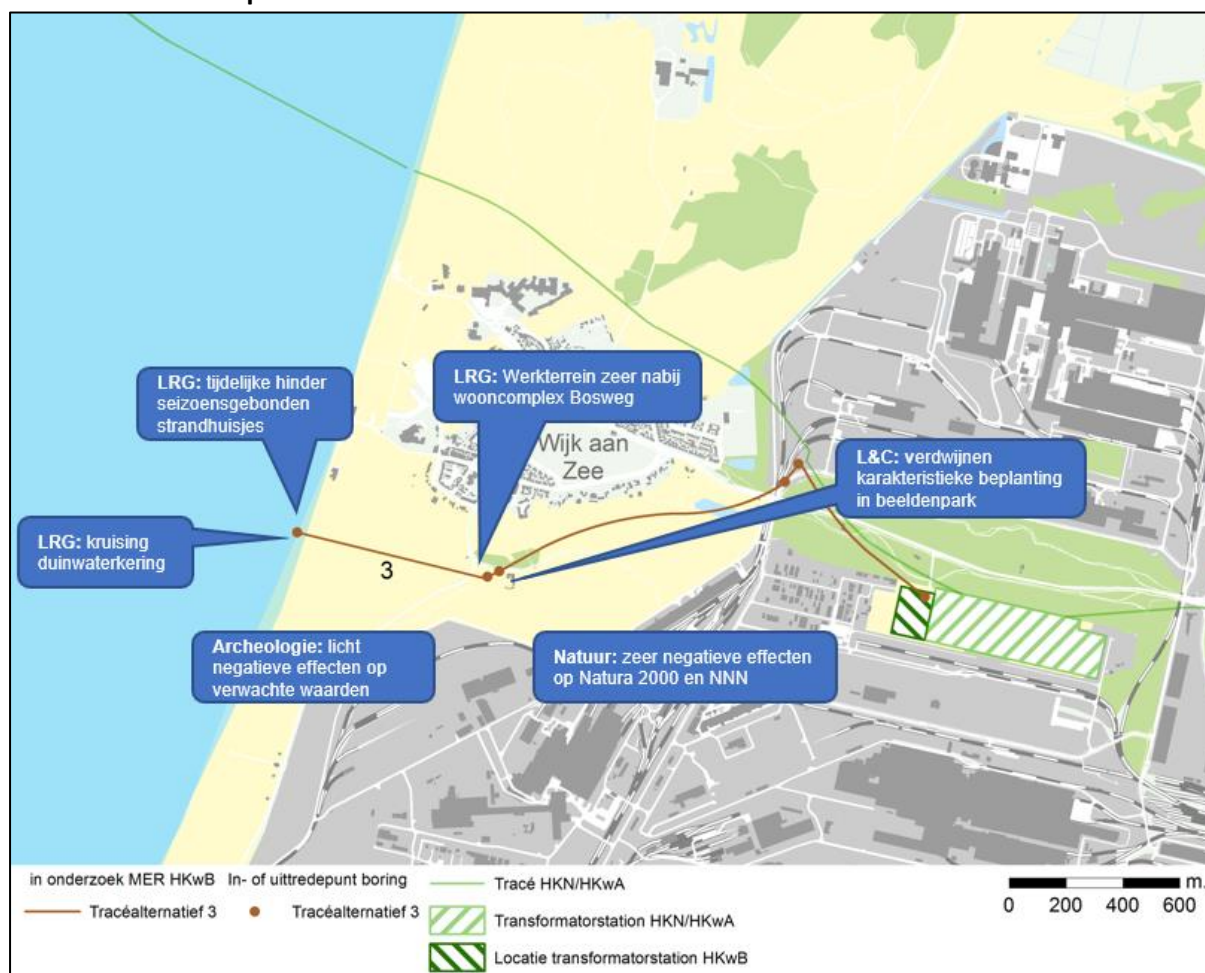 LRG: tijdelijke hinder
seizoensgebonden
strandhuisjes
LRG: Werkterrein zeer nabij
wooncomplex Bosweg
Wijk aan
Zee
L&C: verdwijnen
karakteristieke beplanting
in beeldenpark
LRG: kruising
duinwaterkering
3
Archeologie: licht
negatieve effecten op
verwachte waarden
Natuur: zeer negatieve effecten
op Natura 2000 en NNN
in onderzoek MER HKwB
In- of uittredepunt boring
Tracéalternatief 3
Tracéalternatief 3
Tracé HKN/HKwA
Transformatorstation HKN/HKwA
Locatie transformatorstation HKwB
m.
0 200 400 600